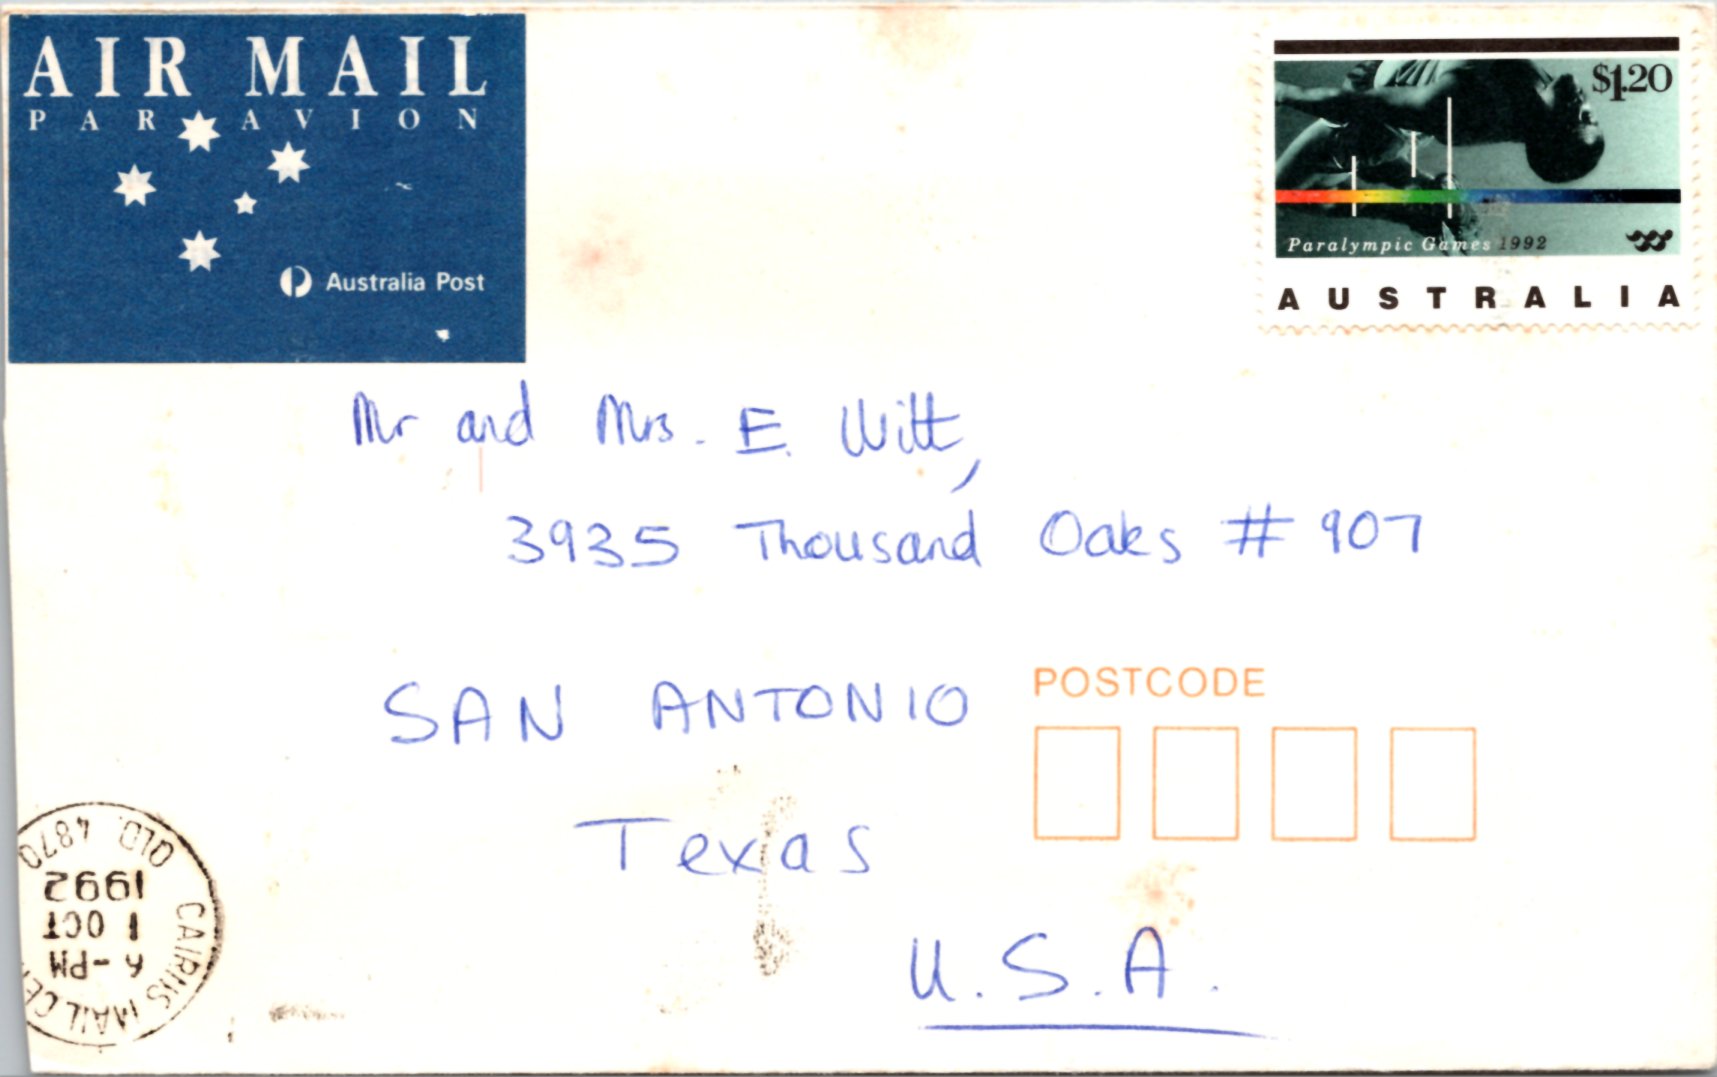 AIR MAIL
PAR AVION
Australia Post
$1.20
Paralympic Games 1992
AUSTRALIA
Mr and Mrs. E. Witt,
3935 Thousand Oaks # 907
SAN ANTONIO
Texas
U.S.A.
POSTCODE
CAIRNS MAIL CE
6-PM
1 OCT
1992
QLD. 4870